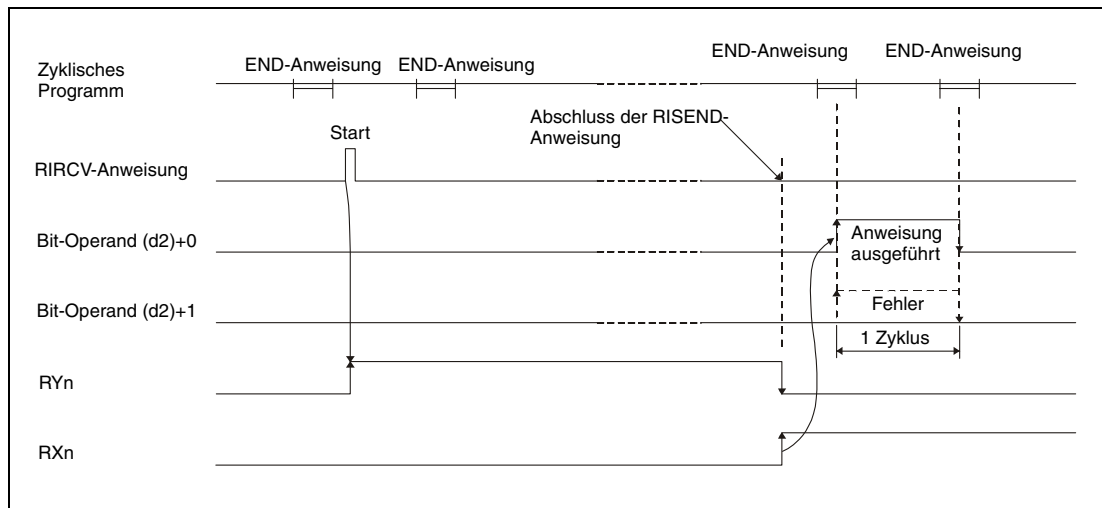 END-Anweisung END-Anweisung
END-Anweisung END-Anweisung
Zyklisches
Programm
Abschluss der RISEND-
Anweisung
Start
RIRCV-Anweisung
Bit-Operand (d2)+0
Anweisung
ausgeführt
Bit-Operand (d2)+1
Fehler
1 Zyklus
RYn
RXn